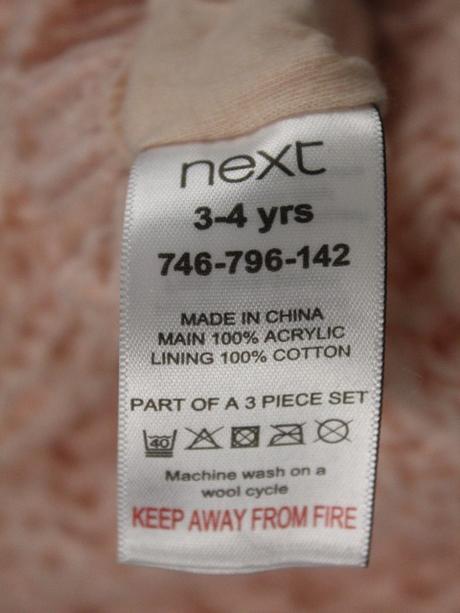 next
3-4 yrs
746-796-142
MADE IN CHINA
MAIN 100% ACRYLIC
LINING 100% COTTON
PART OF A 3 PIECE SET
40
Machine wash on a
wool cycle
KEEP AWAY FROM FIRE